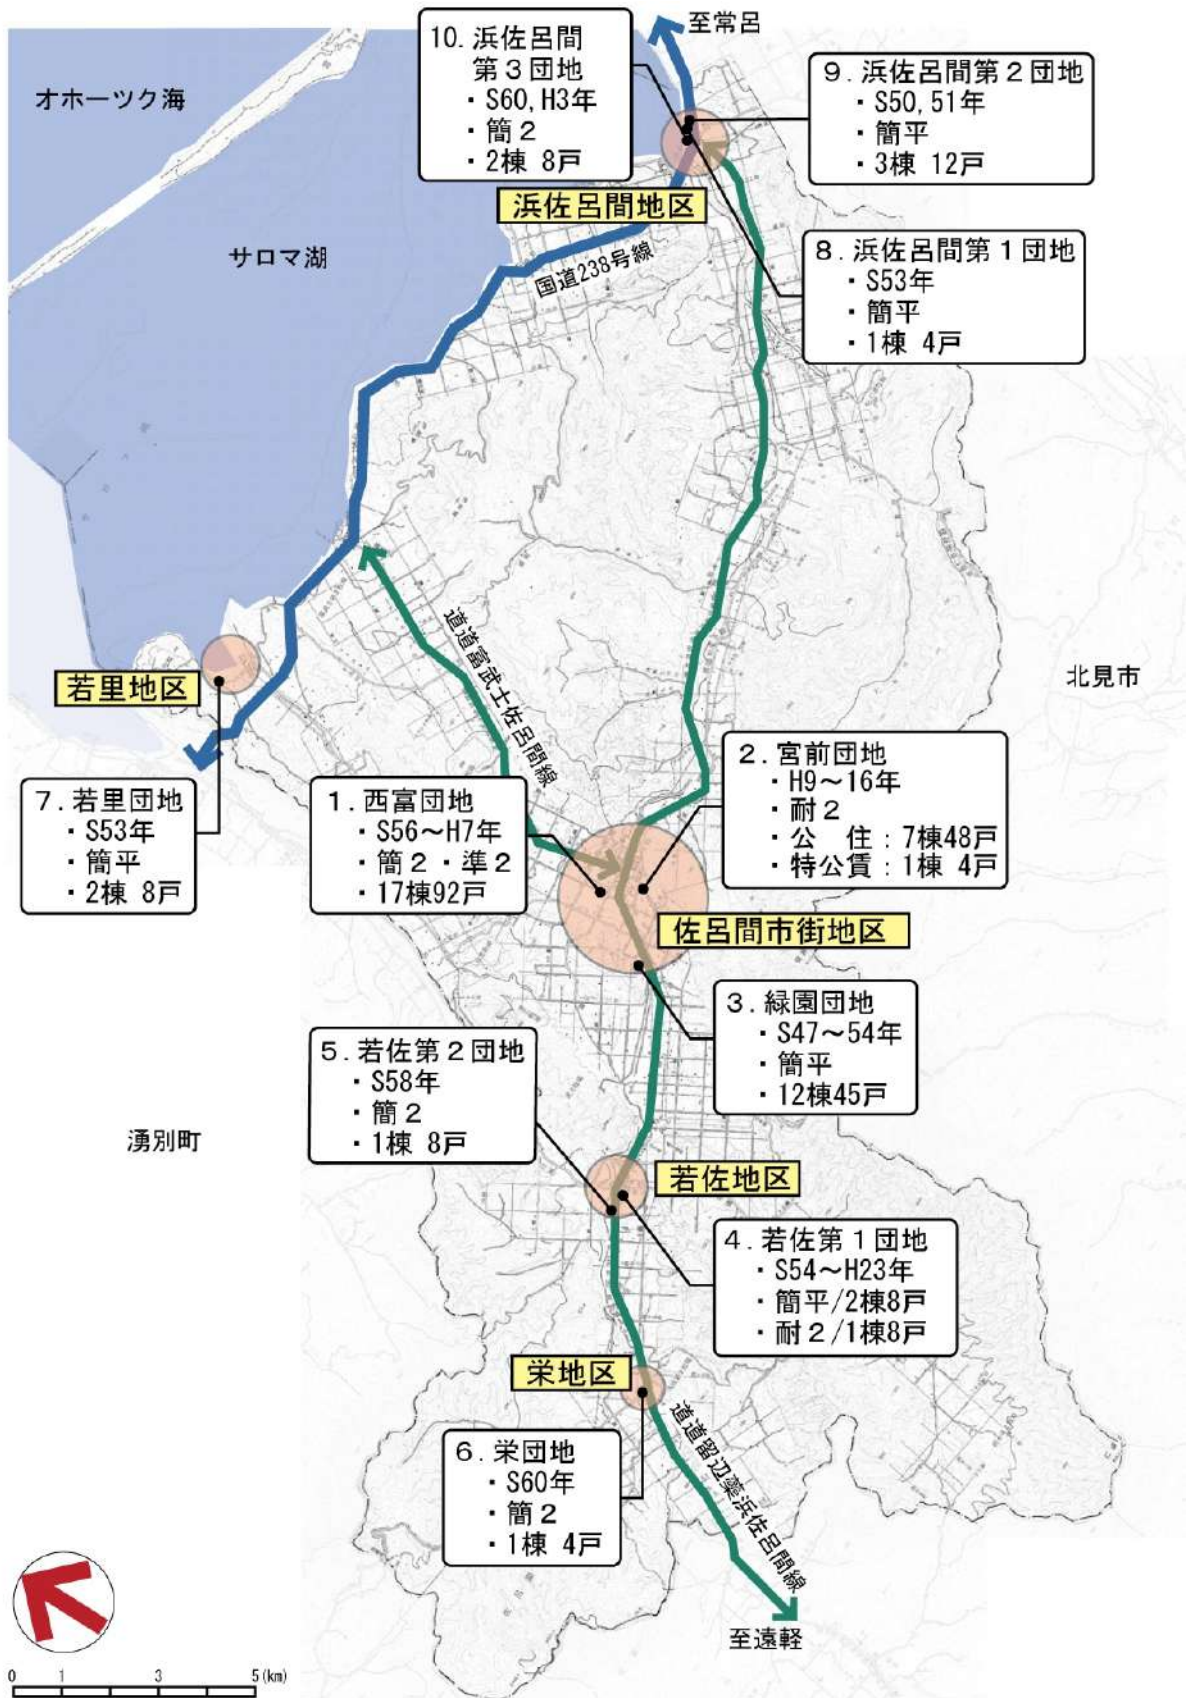 至常呂
10. 浜佐呂間
第３団地
・S60, H3年
・簡２
・2棟 8戸
9. 浜佐呂間第２団地
・S50, 51年
・簡平
・3棟 12戸
オホーツク海
浜佐呂間地区
サロマ湖
国道238号線
8. 浜佐呂間第１団地
・S53年
・簡平
・1棟 4戸
道道富武士佐呂間線
若里地区
北見市
7. 若里団地
・S53年
・簡平
・2棟 8戸
1. 西富団地
・S56～H7年
・簡２・準２
・17棟92戸
2. 宮前団地
・H9～16年
・耐２
・公　住：7棟48戸
・特公賃：1棟 4戸
佐呂間市街地区
3. 緑園団地
・S47～54年
・簡平
・12棟45戸
5. 若佐第２団地
・S58年
・簡２
・1棟 8戸
湧別町
若佐地区
4. 若佐第１団地
・S54～H23年
・簡平/2棟8戸
・耐２/1棟8戸
栄地区
6. 栄団地
・S60年
・簡２
・1棟 4戸
道道留辺蘂浜佐呂間線
至遠軽
0 1 3 5(km)